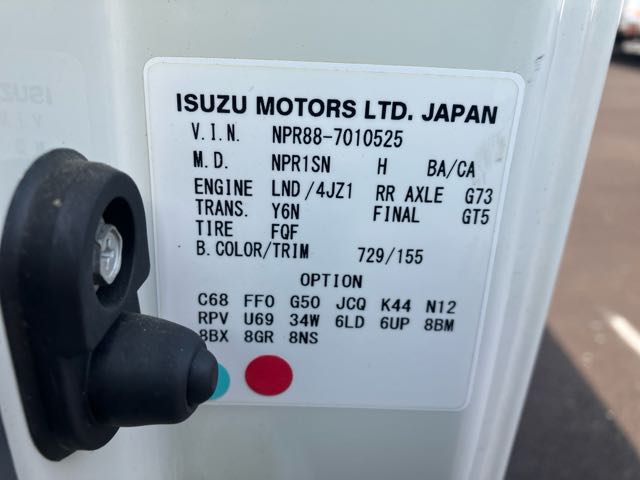 ISUZU MOTORS LTD. JAPAN
V.I.N. NPR88-7010525
M.D. NPR1SN H BA/CA
ENGINE LND/4JZ1 RR AXLE G73
TRANS. Y6N FINAL GT5
TIRE FQF
B.COLOR/TRIM 729/155
OPTION
C68 FF0 G50 JCQ K44 N12
RPV U69 34W 6LD 6UP 8BM
8BX 8GR 8NS